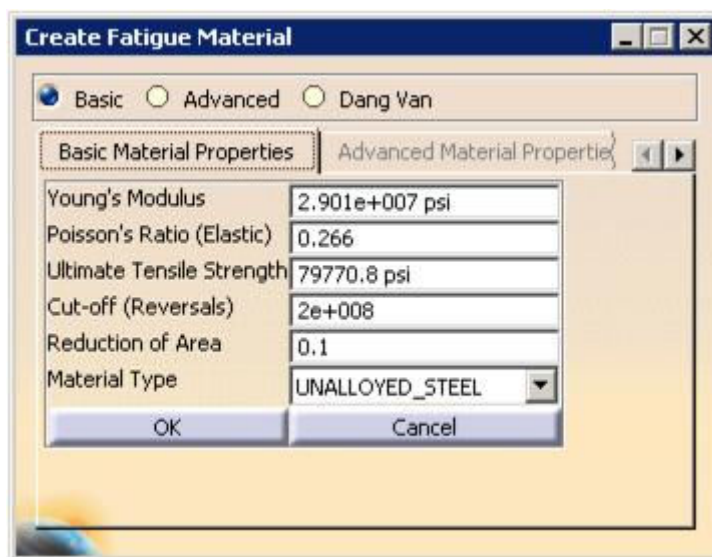 Create Fatigue Material
Basic Advanced Dang Van
Basic Material Properties Advanced Material Propertie
Young's Modulus 2.901e+007 psi
Poisson's Ratio (Elastic) 0.266
Ultimate Tensile Strength 79770.8 psi
Cut-off (Reversals) 2e+008
Reduction of Area 0.1
Material Type UNALLOYED_STEEL
OK Cancel